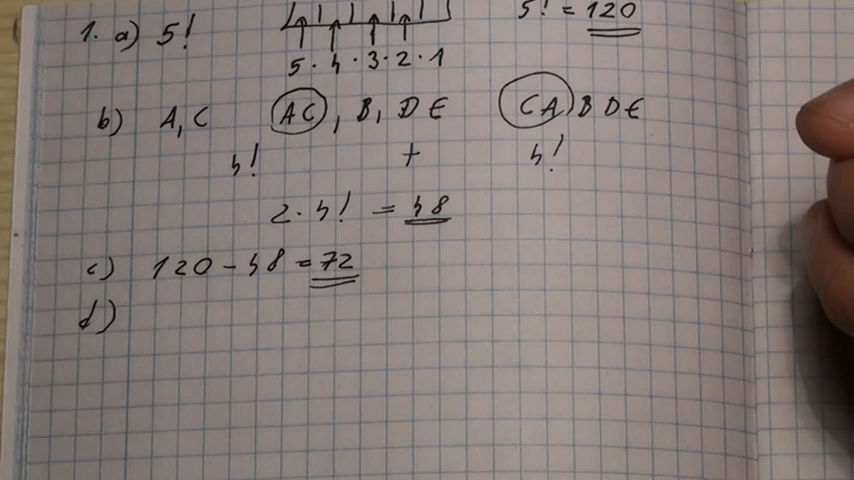 1. a) 5! 5! = 120
5 · 4 · 3 · 2 · 1
b) A, C AC, B, D E CA B D E
4! + 4!
2 · 4! = 48
c) 120 - 48 = 72
d)